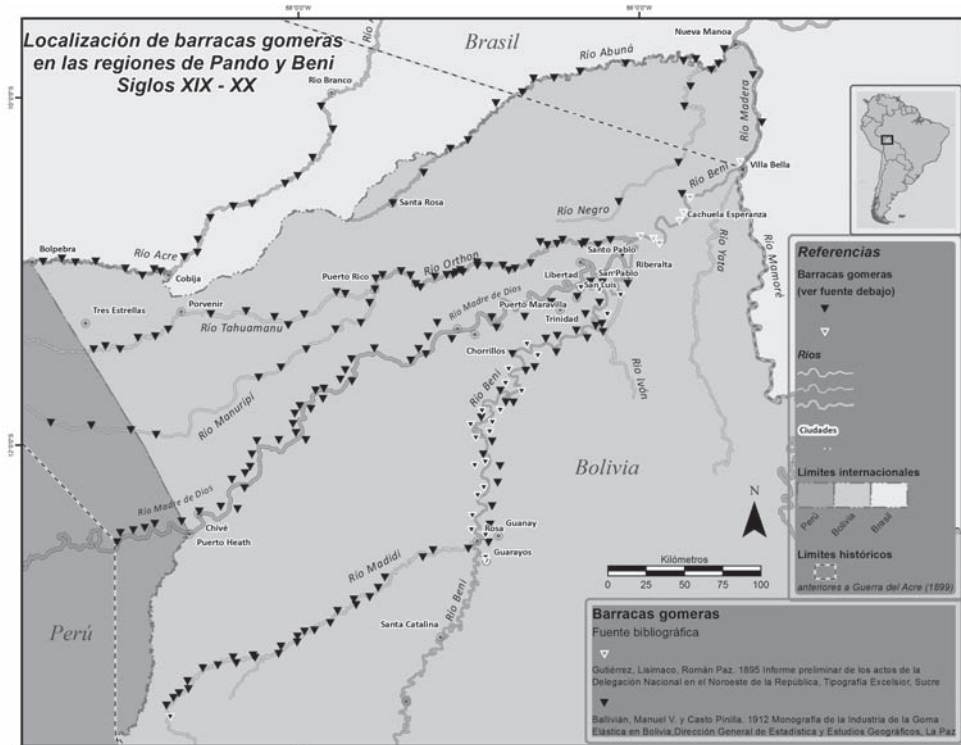 Localización de barracas gomeras
en las regiones de Pando y Beni
Siglos XIX - XX
Brasil
Nueva Manoa
Río Abuná
Río
Río Branco
Río Madera
Villa Bella
Río Beni
Cachuela Esperanza
Río Negro
Santa Rosa
Río Yata
Río Mamoré
Bolpebra
Río Acre
Cobija
Puerto Rico
Río Orthon
Santo Pablo
Riberalta
Libertad
San Pablo
San Luis
Tres Estrellas
Porvenir
Río Tahuamanu
Río Madre de Dios
Puerto Maravilla
Trinidad
Chorrillos
Río Ivón
Río Manuripi
Río Beni
Bolivia
Río Madre de Dios
Chivé
Puerto Heath
Rosa
Guanay
Guarayos
Río Madidi
Río Beni
Santa Catalina
Perú
N
Kilómetros
0 25 50 75 100
Referencias
Barracas gomeras
(ver fuente debajo)
Ríos
Ciudades
Límites internacionales
Perú
Bolivia
Brasil
Límites históricos
anteriores a Guerra del Acre (1899)
Barracas gomeras
Fuente bibliográfica
Gutiérrez, Lisímaco, Román Paz. 1895 Informe preliminar de los actos de la
Delegación Nacional en el Noroeste de la República, Tipografía Excelsior, Sucre
Ballivián, Manuel V. y Casto Pinilla. 1912 Monografía de la Industria de la Goma
Elástica en Bolivia,Dirección General de Estadística y Estudios Geográficos, La Paz